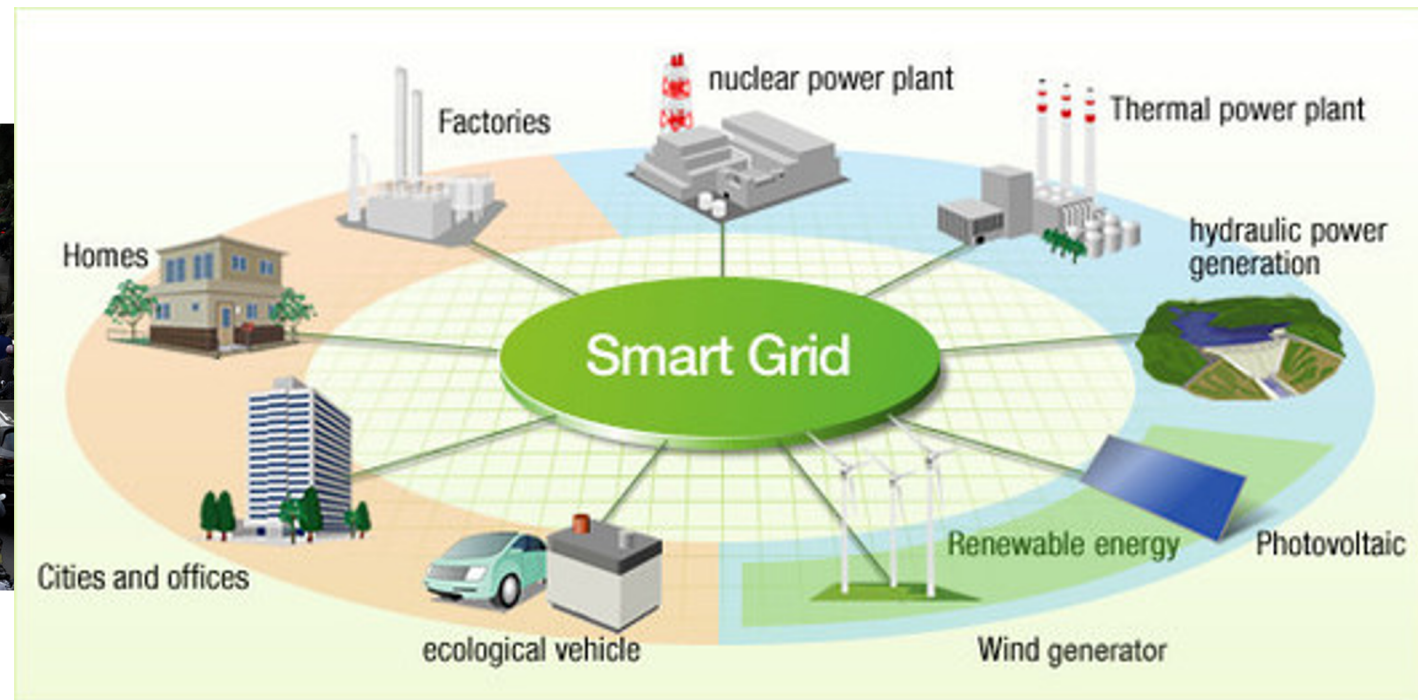 nuclear power plant
Factories
Thermal power plant
hydraulic power
generation
Homes
Smart Grid
Renewable energy
Photovoltaic
Cities and offices
ecological vehicle
Wind generator